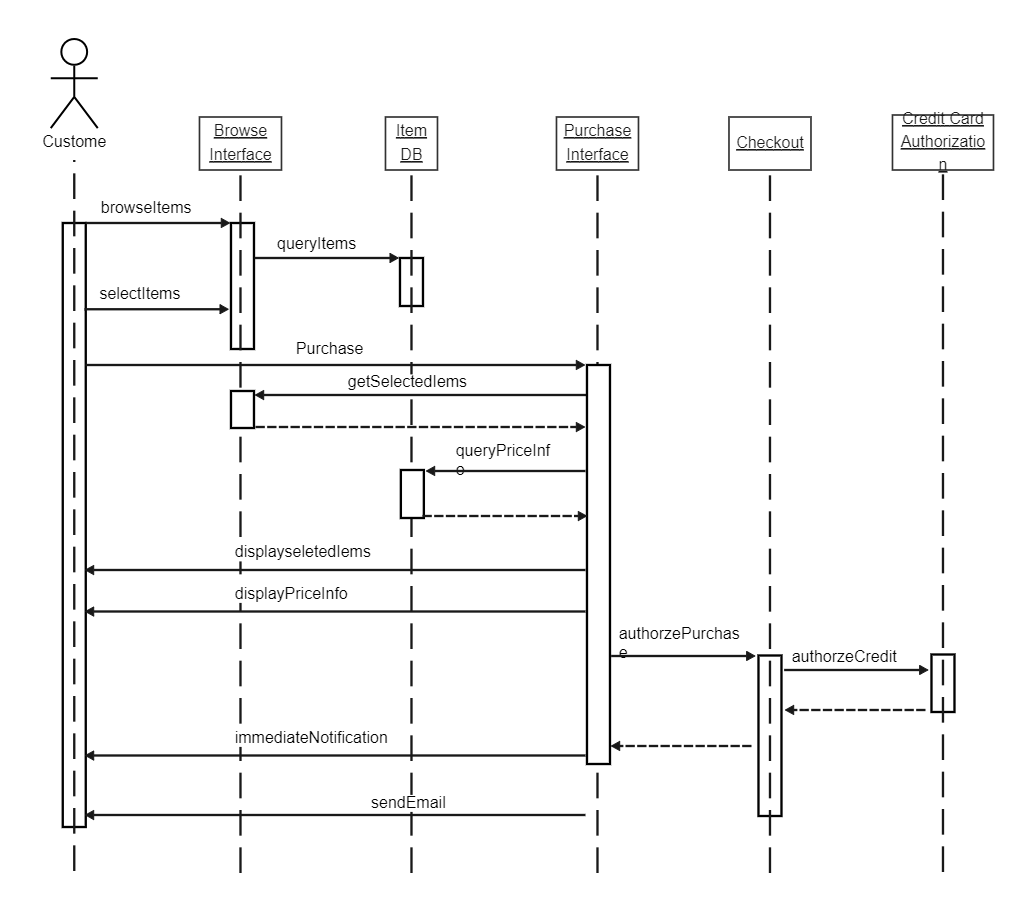 Custome
Browse
Interface
Item
DB
Purchase
Interface
Checkout
Credit Card
Authorizatio
n
browseItems
queryItems
selectItems
Purchase
getSelectedIems
queryPriceInf
o
displayseletedIems
displayPriceInfo
authorzePurchas
e
authorzeCredit
immediateNotification
sendEmail